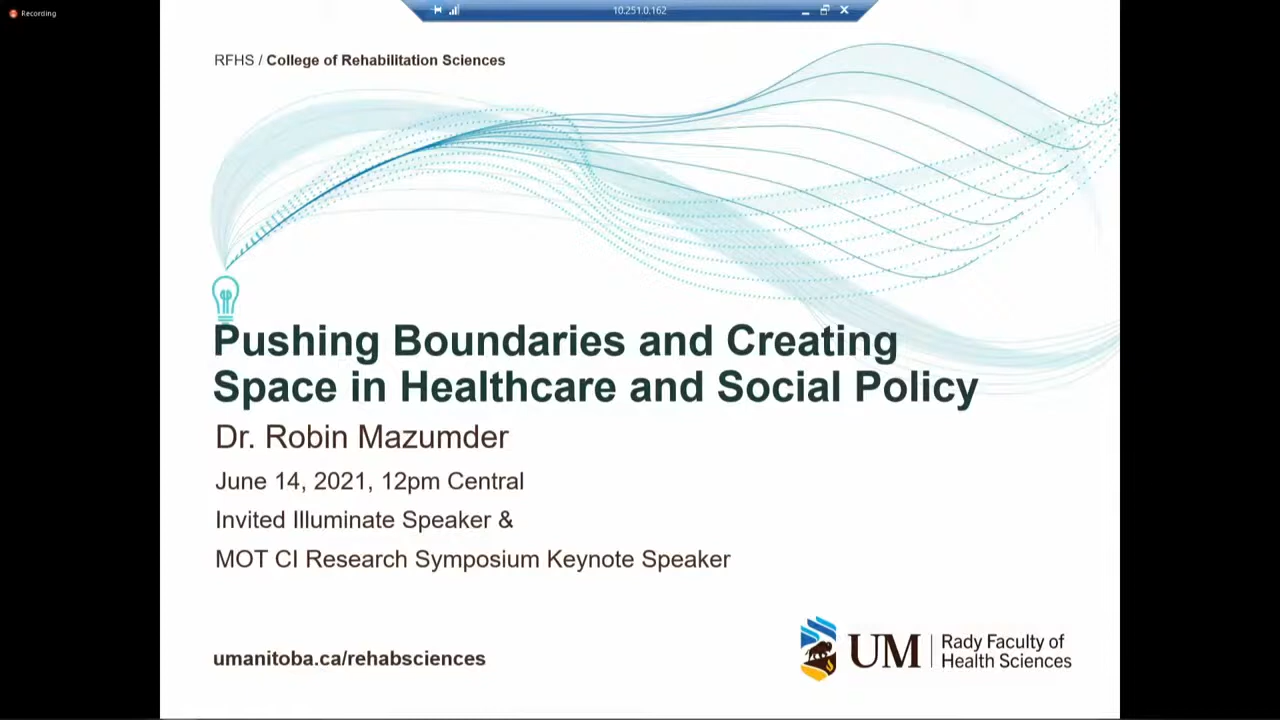 Recording
10.251.0.162
RFHS / College of Rehabilitation Sciences
Pushing Boundaries and Creating
Space in Healthcare and Social Policy
Dr. Robin Mazumder
June 14, 2021, 12pm Central
Invited Illuminate Speaker &
MOT CI Research Symposium Keynote Speaker
umanitoba.ca/rehabsciences
UM
Rady Faculty of
Health Sciences